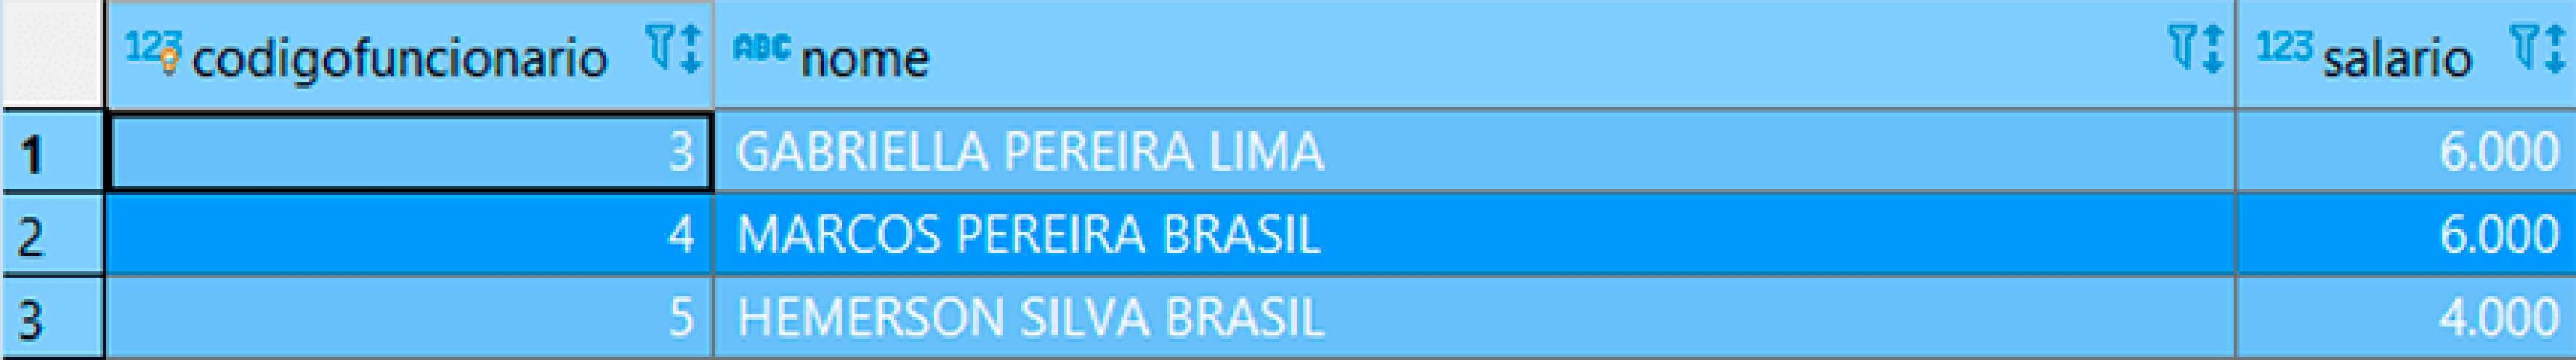 123 codigofuncionario ABC nome 123 salario
1 3 GABRIELLA PEREIRA LIMA 6.000
2 4 MARCOS PEREIRA BRASIL 6.000
3 5 HEMERSON SILVA BRASIL 4.000